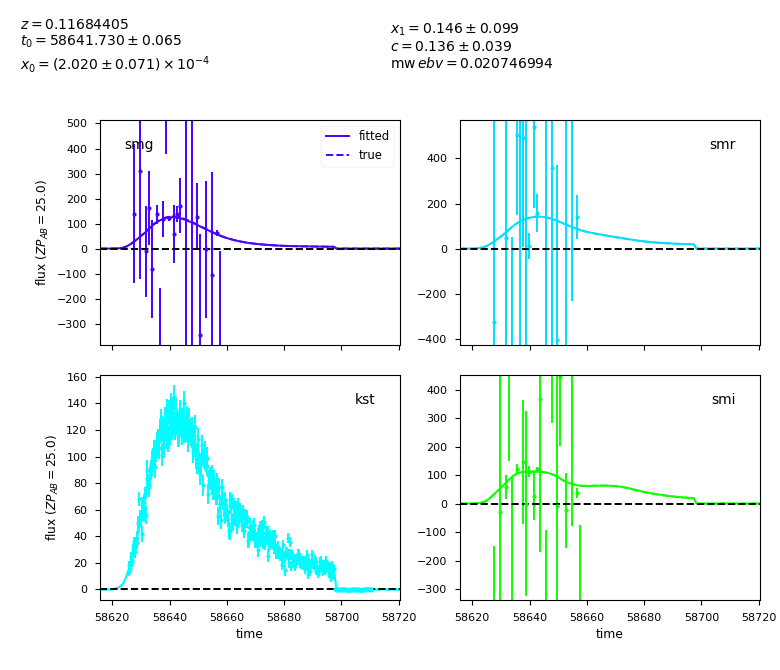 z = 0.11684405
t₀ = 58641.730 ± 0.065
x₀ = (2.020 ± 0.071) × 10⁻⁴
x₁ = 0.146 ± 0.099
c = 0.136 ± 0.039
mw ebv = 0.020746994
smg
fitted
true
500
400
300
200
100
0
−100
−200
−300
flux (ZP_AB = 25.0)
smr
400
200
0
−200
−400
kst
160
140
120
100
80
60
40
20
0
flux (ZP_AB = 25.0)
58620 58640 58660 58680 58700 58720
time
smi
400
300
200
100
0
−100
−200
−300
58620 58640 58660 58680 58700 58720
time